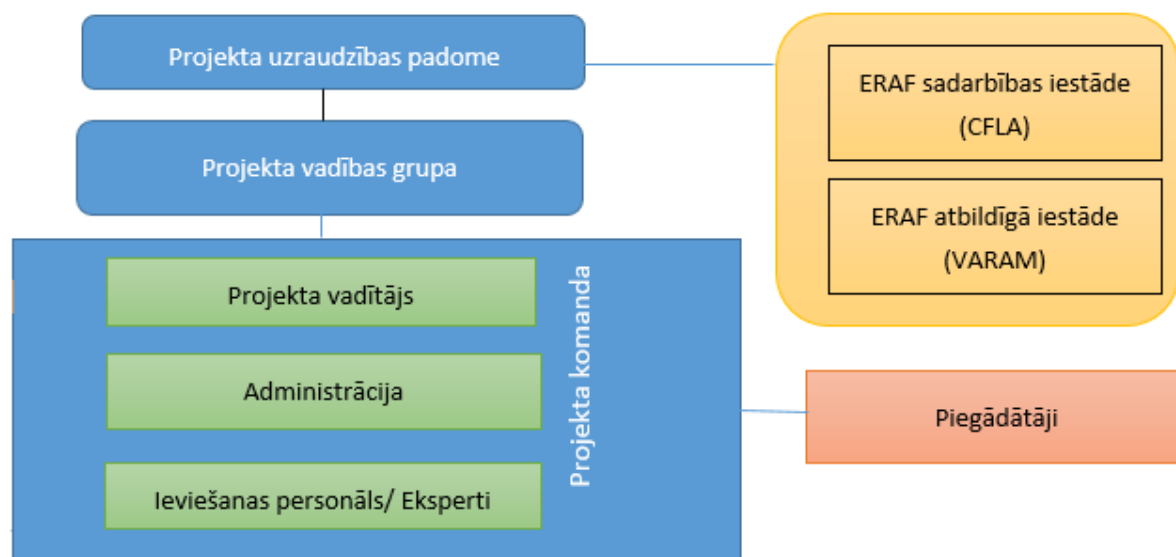 Projekta uzraudzības padome
ERAF sadarbības iestāde
(CFLA)
Projekta vadības grupa
ERAF atbildīgā iestāde
(VARAM)
Projekta vadītājs
Administrācija
Ieviešanas personāls/ Eksperti
Projekta komanda
Piegādātāji